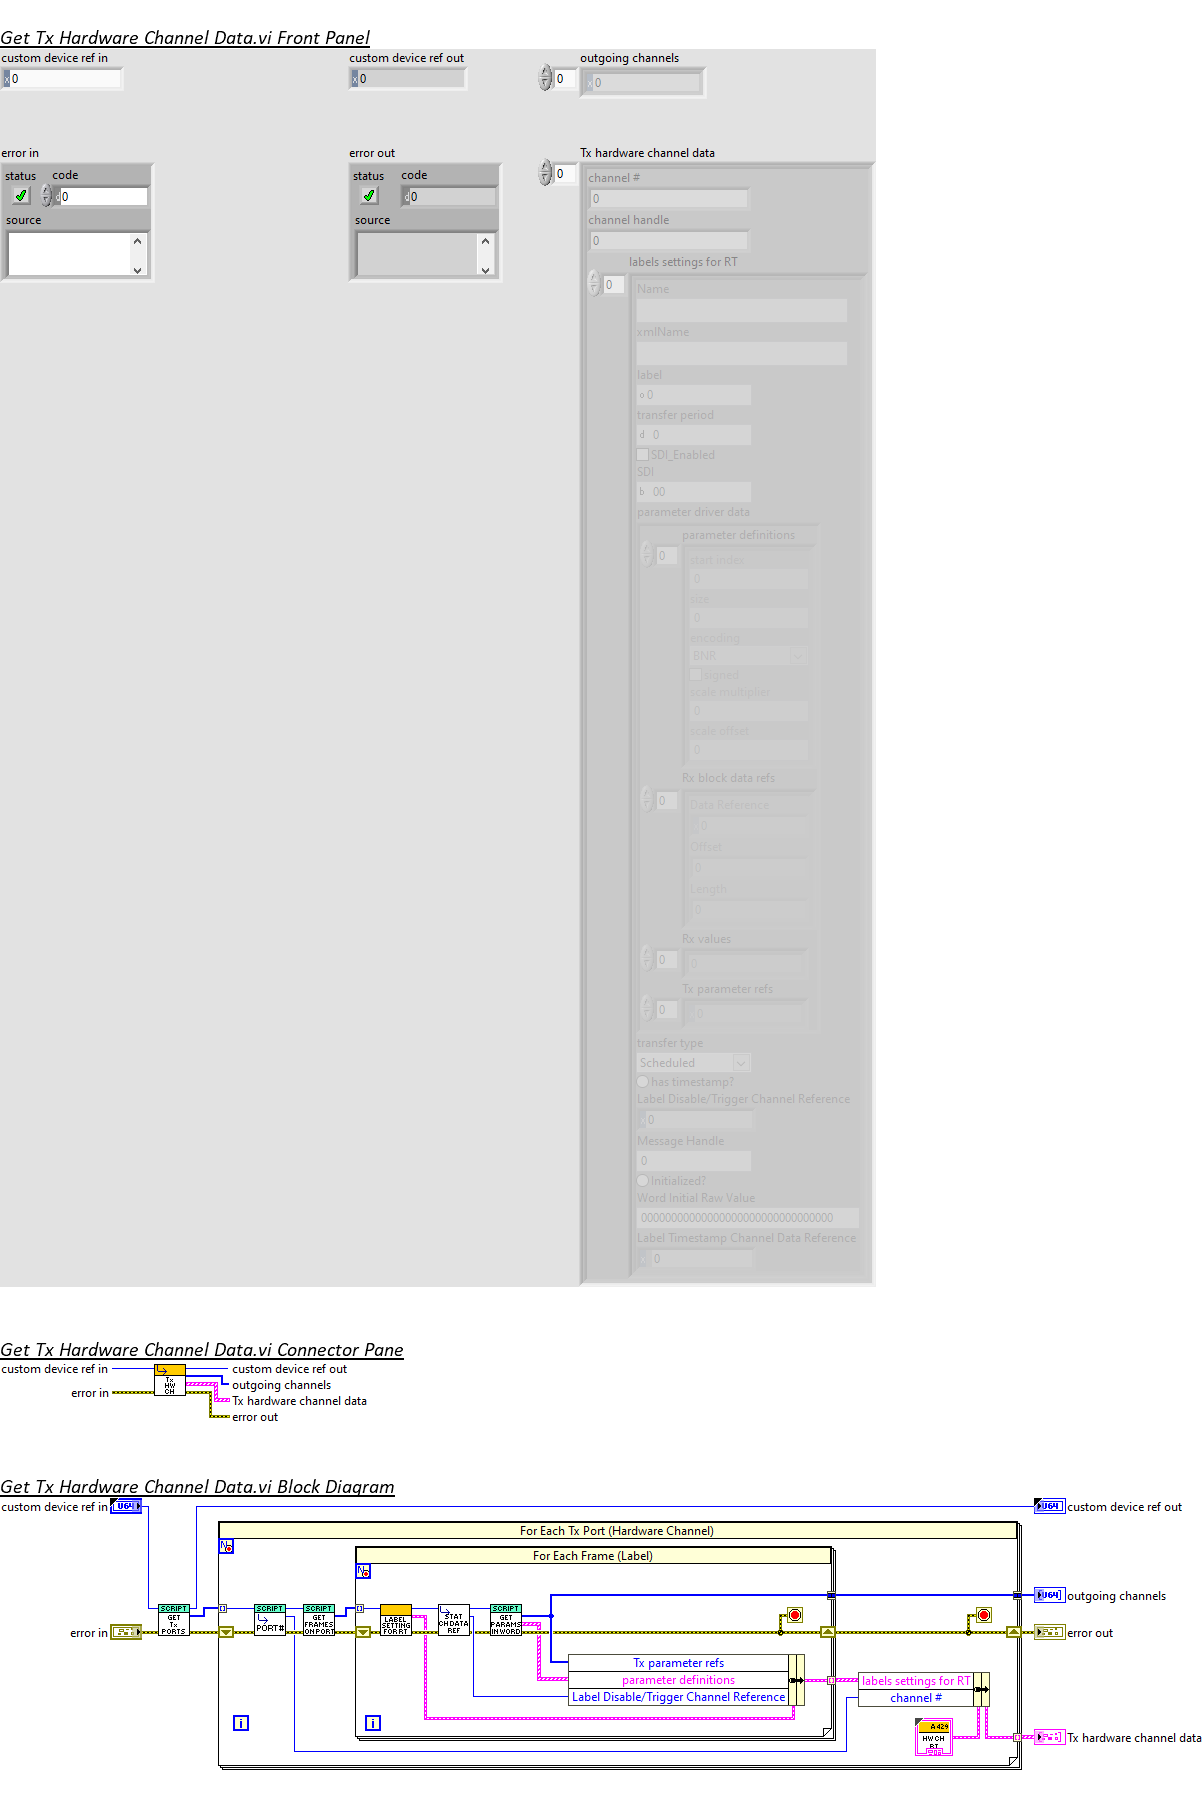 Get Tx Hardware Channel Data.vi Front Panel
custom device ref in
custom device ref out
outgoing channels
x 0
x 0
0
x 0
error in
error out
Tx hardware channel data
0
status
code
d 0
source
status
code
d 0
source
channel #
0
channel handle
0
labels settings for RT
0
Name
xmlName
label
o 0
transfer period
d 0
SDI_Enabled
SDI
b 00
parameter driver data
parameter definitions
0
start index
0
size
0
encoding
BNR
signed
scale-multiplier
0
scale-offset
0
Rx block data refs
0
Data Reference
0
Offset
0
Length
0
Rx values
0
0
Tx parameter refs
0
0
transfer type
Scheduled
has timestamp?
Label Disable/Trigger Channel Reference
x 0
Message Handle
0
Initialized?
Word Initial Raw Value
00000000000000000000000000000000
Label Timestamp Channel Data Reference
x 0
Get Tx Hardware Channel Data.vi Connector Pane
custom device ref in
custom device ref out
Tx
HW
CH
outgoing channels
error in
Tx hardware channel data
error out
Get Tx Hardware Channel Data.vi Block Diagram
custom device ref in
U64
U64
custom device ref out
For Each Tx Port (Hardware Channel)
N
For Each Frame (Label)
N
[U64]
outgoing channels
SCRIPT
GET
Tx
PORTS
SCRIPT
PORT#
SCRIPT
GET
FRAMES
ON PORT
LABEL
SETTING
FOR RT
STAT
CH DATA
REF
SCRIPT
GET
PARAMS
IN WORD
error in
error out
Tx parameter refs
parameter definitions
Label Disable/Trigger Channel Reference
labels settings for RT
channel #
i
i
A429
HW CH
RT
Tx hardware channel data